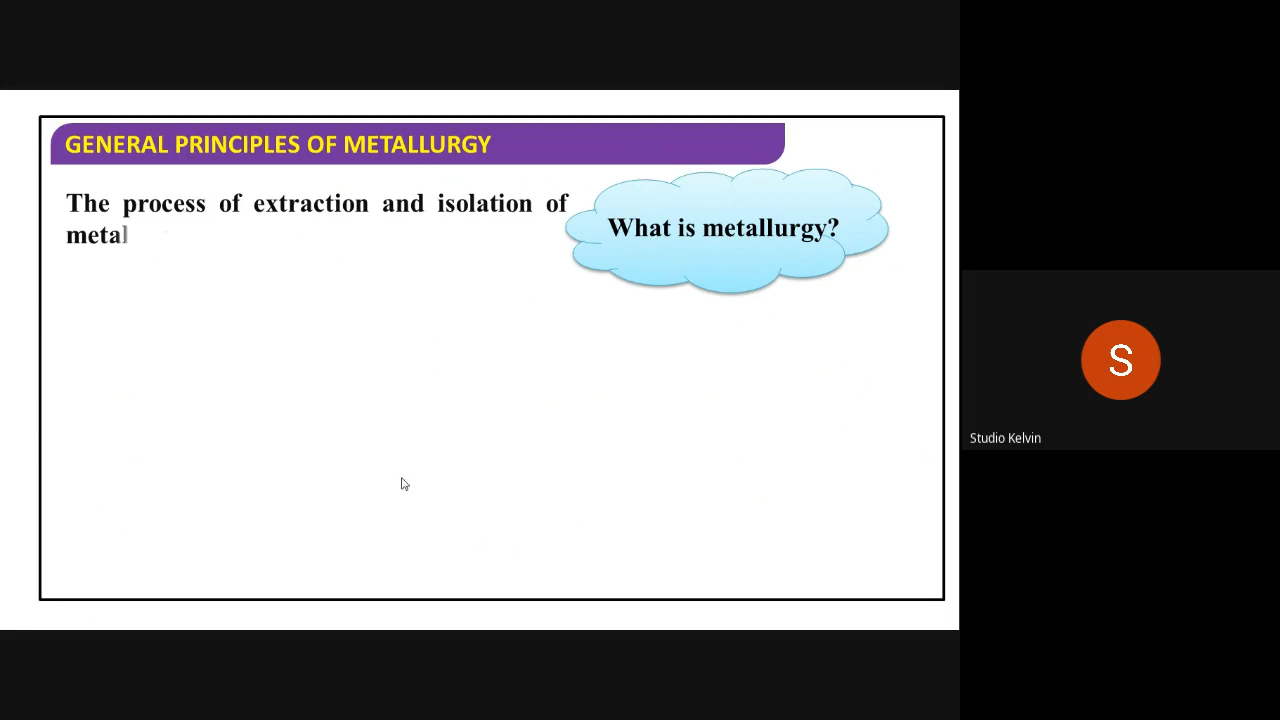 GENERAL PRINCIPLES OF METALLURGY
The process of extraction and isolation of
metal
What is metallurgy?
S
Studio Kelvin